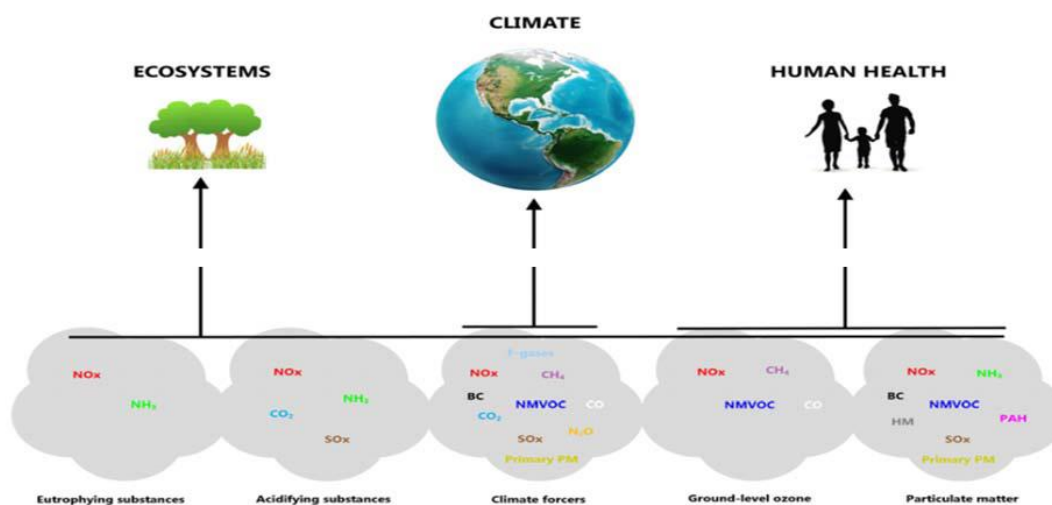 CLIMATE
ECOSYSTEMS
HUMAN HEALTH
NOx
NH₃
Eutrophying substances
NOx
NH₃
CO₂
SOx
Acidifying substances
F-gases
NOx
CH₄
BC
NMVOC
CO
CO₂
N₂O
SOx
Primary PM
Climate forcers
NOx
CH₄
NMVOC
CO
Ground-level ozone
NOx
NH₃
BC
NMVOC
HM
PAH
SOx
Primary PM
Particulate matter